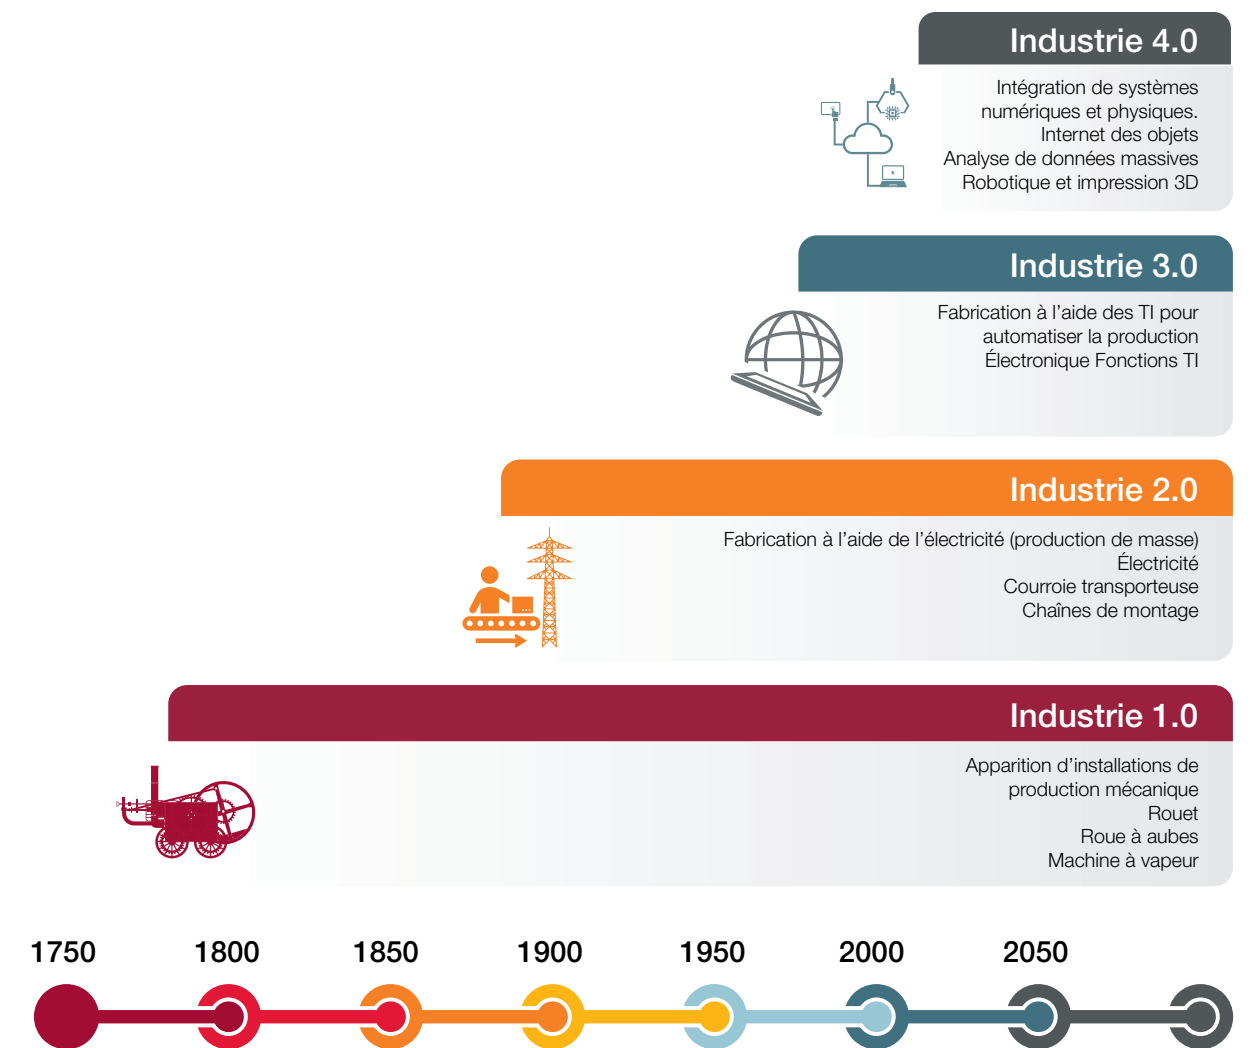 Industrie 4.0
Intégration de systèmes
numériques et physiques.
Internet des objets
Analyse de données massives
Robotique et impression 3D
Industrie 3.0
Fabrication à l’aide des TI pour
automatiser la production
Électronique Fonctions TI
Industrie 2.0
Fabrication à l’aide de l’électricité (production de masse)
Électricité
Courroie transporteuse
Chaînes de montage
Industrie 1.0
Apparition d’installations de
production mécanique
Rouet
Roue à aubes
Machine à vapeur
1750 1800 1850 1900 1950 2000 2050